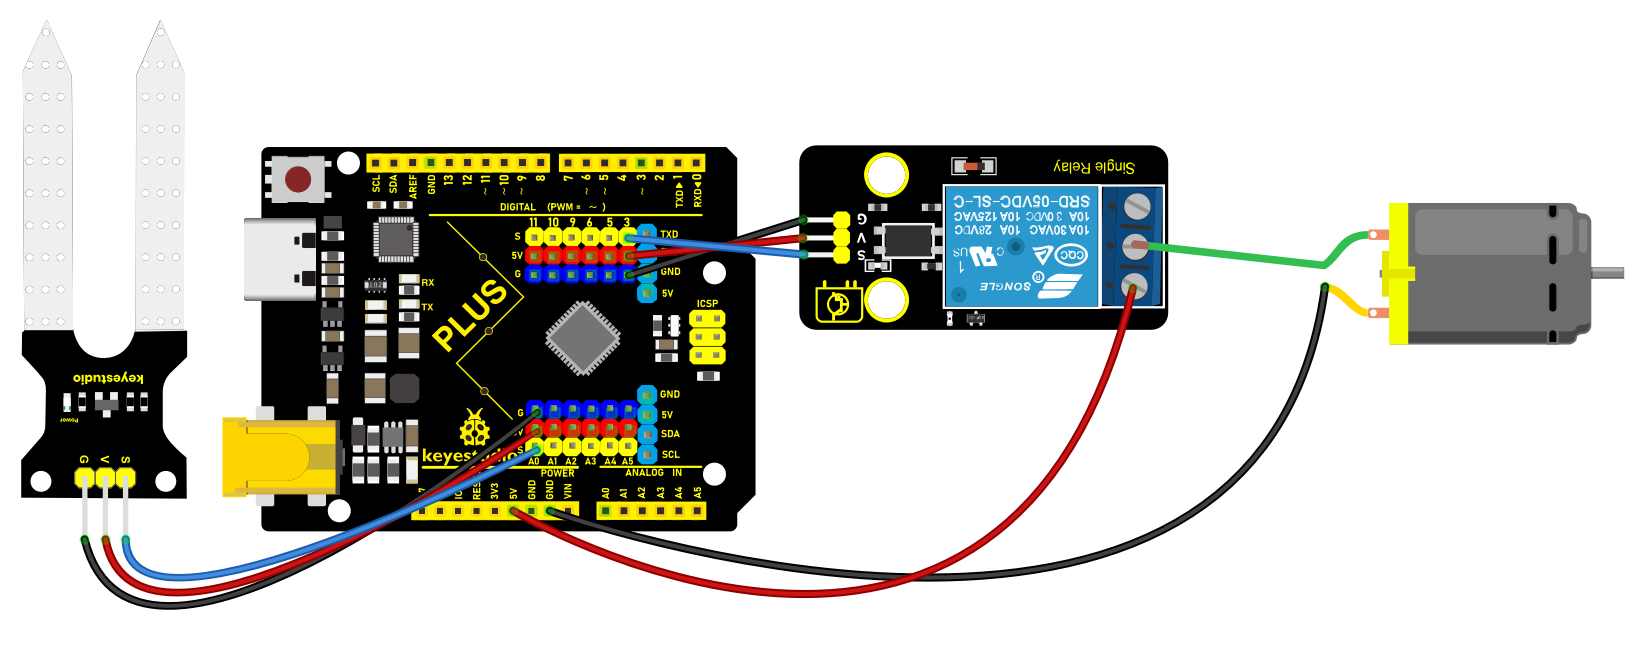 keyestudio
Power
G V S
SCL
SDA
AREF
GND
13
12
~11
~10
~9
8
7
~6
~5
4
~3
2
TXD▶1
RXD◀0
DIGITAL (PWM= ~ )
11 10 9 6 5 3
S
5V
G
TXD
GND
5V
RX
TX
PLUS
ICSP
G
S
GND
5V
SDA
SCL
A0 A1 A2 A3 A4 A5
keyestudio
POWER
ANALOG IN
3V3
5V
GND
GND
VIN
A0
A1
A2
A3
A4
A5
Single Relay
G
V
S
SRD-05VDC-SL-C
10A 30VDC 10A 125VAC
10A 30VAC 10A 28VDC
CQC
C US
SONGLE
®